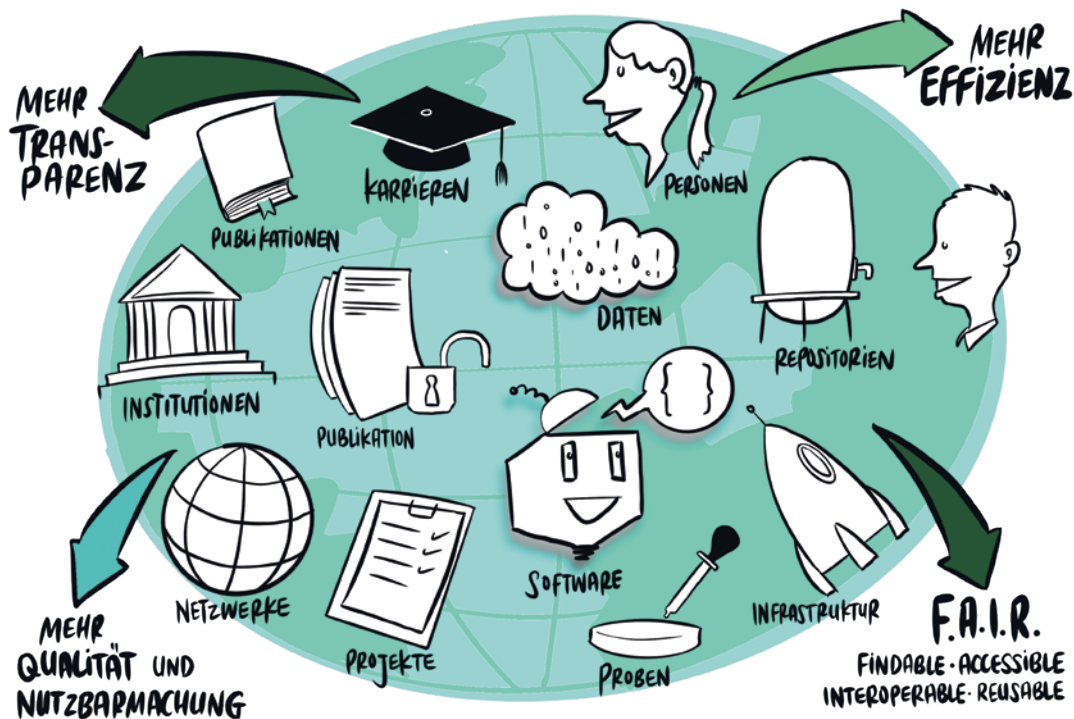 MEHR
TRANS-
PARENZ
MEHR
EFFIZIENZ
KARRIEREN
PERSONEN
PUBLIKATIONEN
DATEN
REPOSITORIEN
INSTITUTIONEN
PUBLIKATION
{ }
SOFTWARE
NETZWERKE
INFRASTRUKTUR
PROJEKTE
PROBEN
MEHR
QUALITÄT UND
NUTZBARMACHUNG
F.A.I.R.
FINDABLE · ACCESSIBLE
INTEROPERABLE · REUSABLE